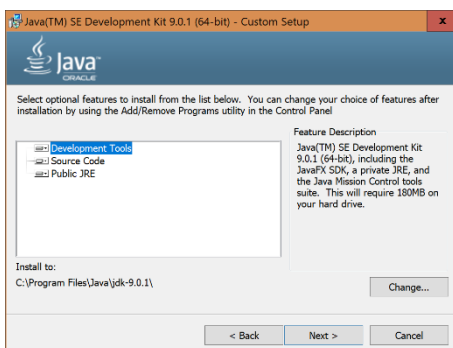 Java(TM) SE Development Kit 9.0.1 (64-bit) - Custom Setup
x
Java™
ORACLE
Select optional features to install from the list below. You can change your choice of features after
installation by using the Add/Remove Programs utility in the Control Panel
Development Tools
Source Code
Public JRE
Feature Description
Java(TM) SE Development Kit
9.0.1 (64-bit), including the
JavaFX SDK, a private JRE, and
the Java Mission Control tools
suite. This will require 180MB on
your hard drive.
Install to:
C:\Program Files\Java\jdk-9.0.1\
Change...
< Back
Next >
Cancel